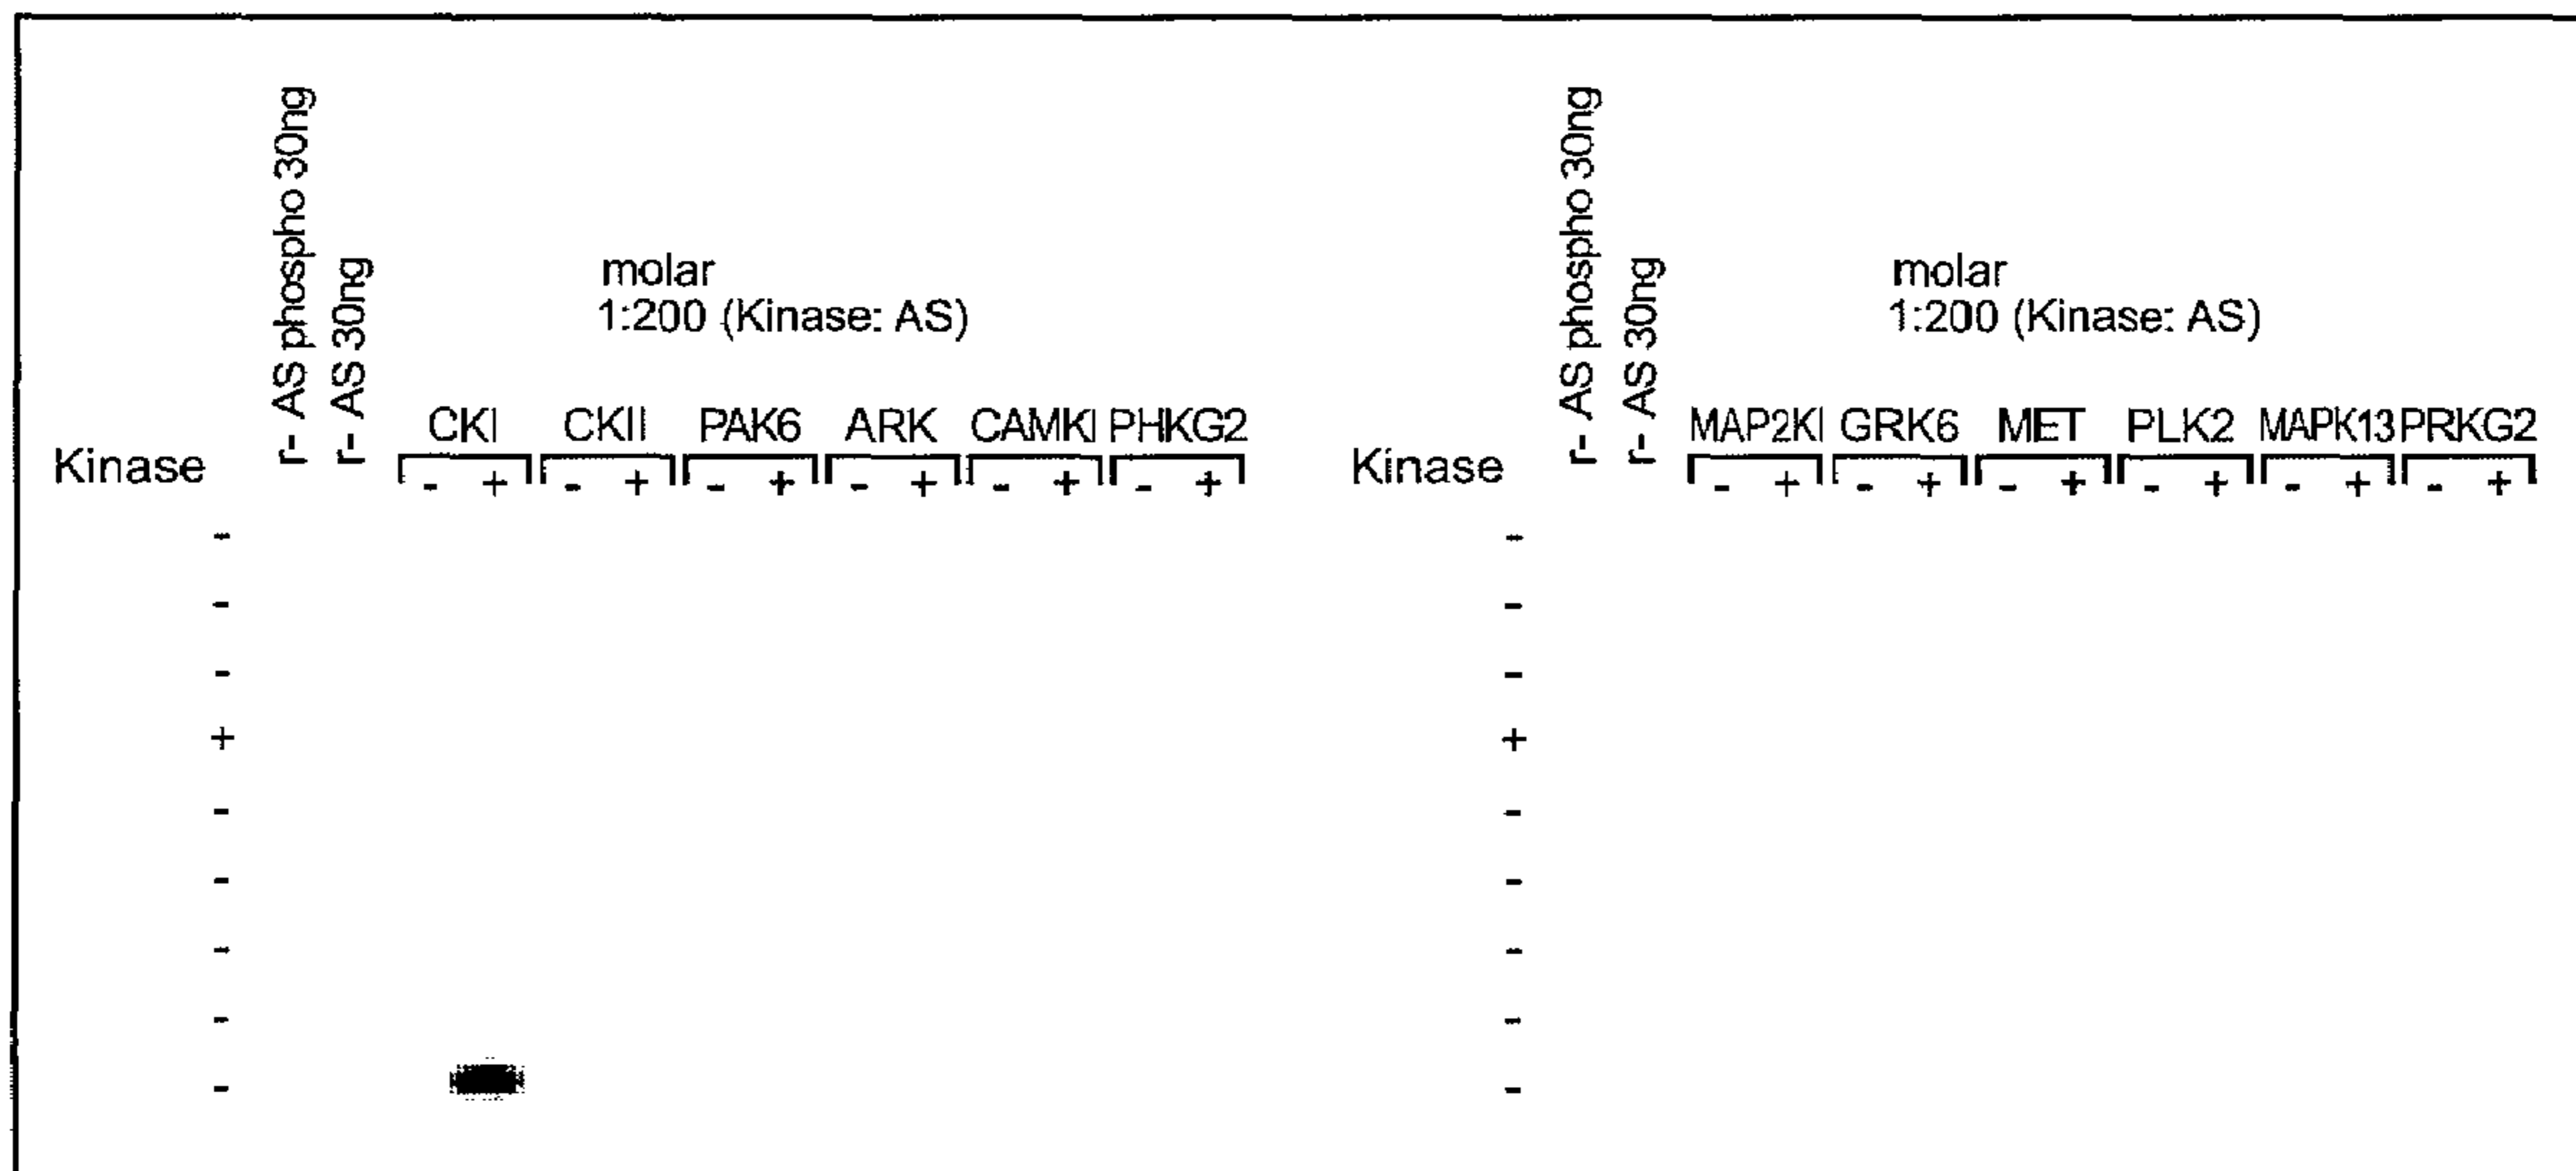 r- AS phospho 30ng
r- AS 30ng
molar
1:200 (Kinase: AS)
CKI CKII PAK6 ARK CAMKI PHKG2
Kinase
- + - + - + - + - + - +
-
-
-
+
-
-
-
-
-
r- AS phospho 30ng
r- AS 30ng
molar
1:200 (Kinase: AS)
MAP2KI GRK6 MET PLK2 MAPK13 PRKG2
Kinase
- + - + - + - + - + - +
-
-
-
+
-
-
-
-
-